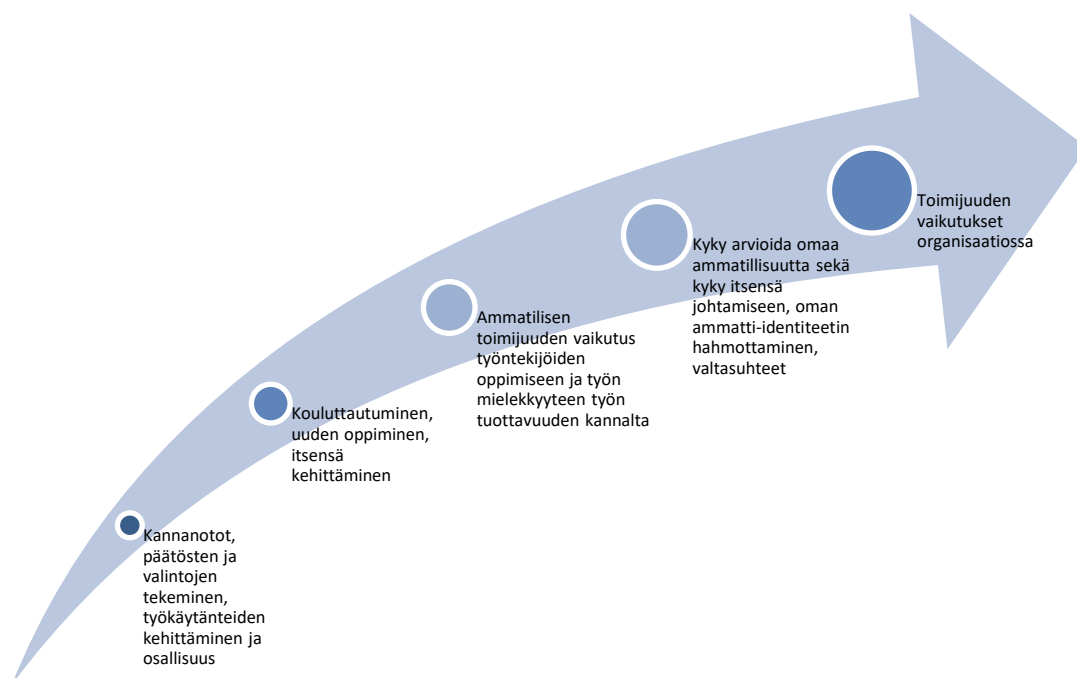 Kannanotot,
päätösten ja
valintojen
tekeminen,
työkäytänteiden
kehittäminen ja
osallisuus
Kouluttautuminen,
uuden oppiminen,
itsensä
kehittäminen
Ammatilisen
toimijuuden vaikutus
työntekijöiden
oppimiseen ja työn
mielekkyyteen työn
tuottavuuden kannalta
Kyky arvioida omaa
ammatillisuutta sekä
kyky itsensä
johtamiseen, oman
ammatti-identiteetin
hahmottaminen,
valtasuhteet
Toimijuuden
vaikutukset
organisaatiossa